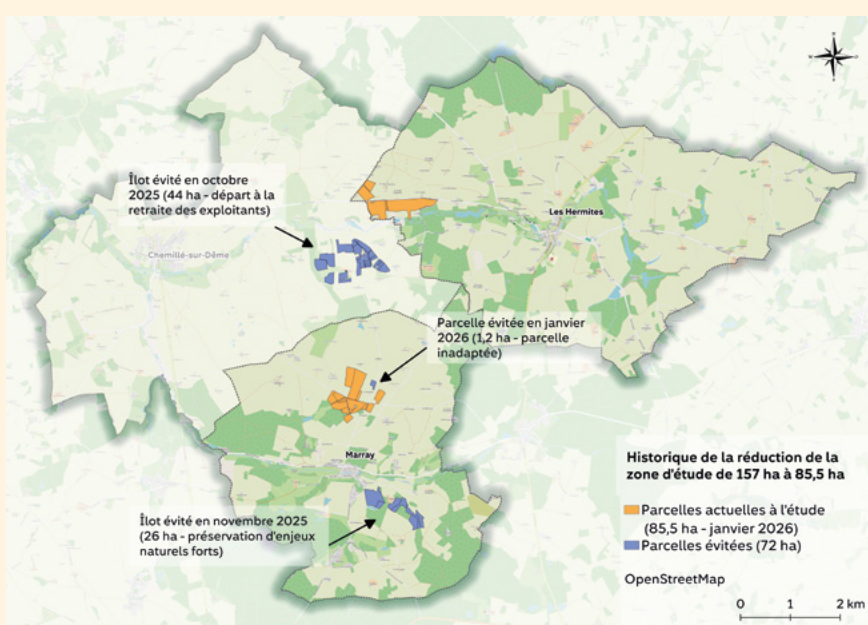 Îlot évité en octobre
2025 (44 ha - départ à la
retraite des exploitants)
Les Hermites
Chemillé-sur-Dême
Parcelle évitée en janvier
2026 (1,2 ha - parcelle
inadaptée)
Marray
Îlot évité en novembre 2025
(26 ha - préservation d'enjeux
naturels forts)
Historique de la réduction de la
zone d'étude de 157 ha à 85,5 ha
Parcelles actuelles à l'étude
(85,5 ha - janvier 2026)
Parcelles évitées (72 ha)
OpenStreetMap
0 1 2 km